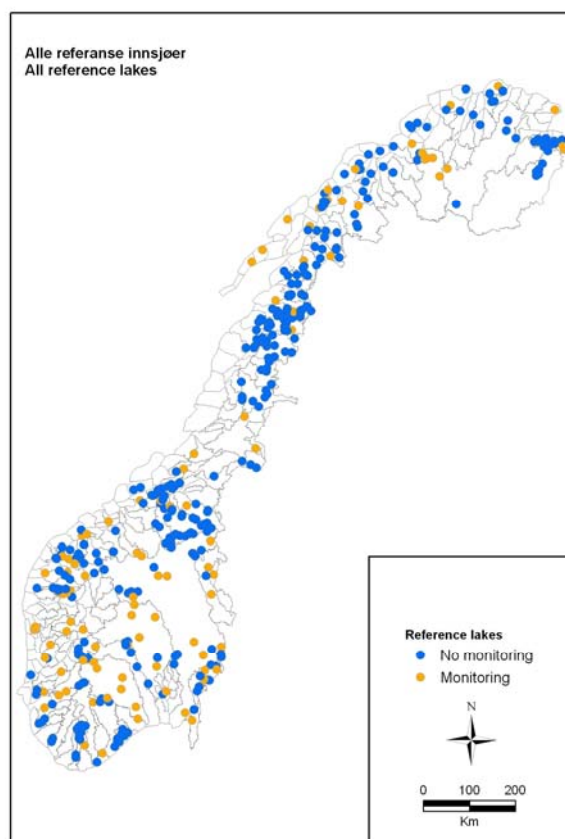 Alle referanse innsjøer
All reference lakes
Reference lakes
No monitoring
Monitoring
N
0 100 200
Km